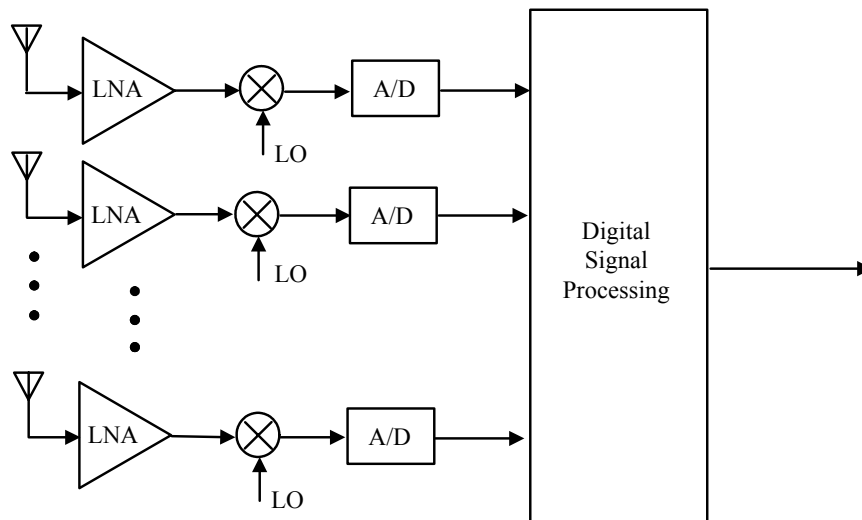 LNA
A/D
LO
LNA
A/D
LO
Digital
Signal
Processing
LNA
A/D
LO